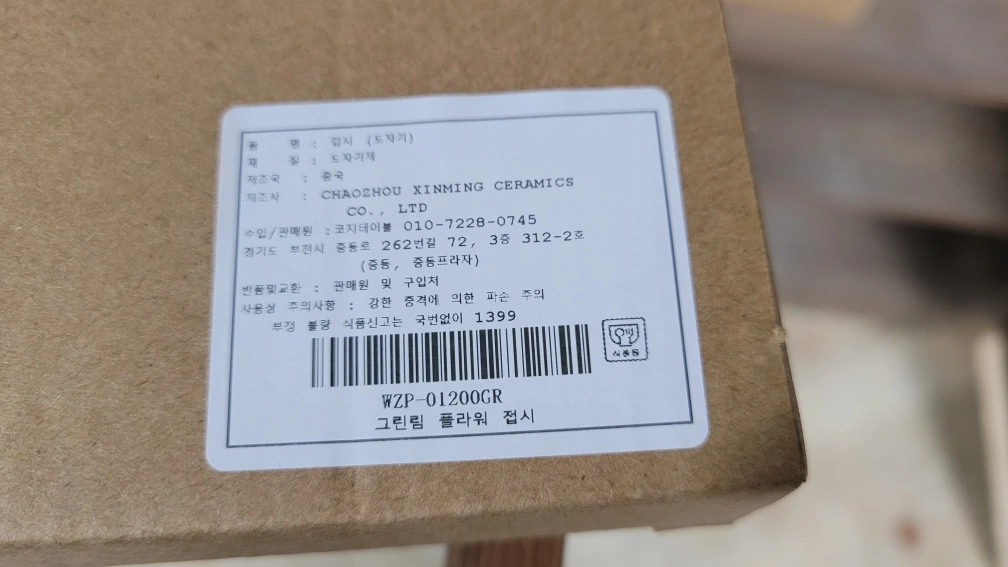 품 명 : 접시 (도자기)
재 질 : 도자기제
제조국 : 중국
제조사 : CHAOZHOU XINMING CERAMICS
CO., LTD
수입/판매원 : 코지테이블 010-7228-0745
경기도 부천시 중동로 262번길 72, 3층 312-2호
(중동, 중동프라자)
반품및교환 : 판매원 및 구입처
사용상 주의사항 : 강한 충격에 의한 파손 주의
부정 불량 식품신고는 국번없이 1399
식품용
WZP-01200GR
그린림 플라워 접시